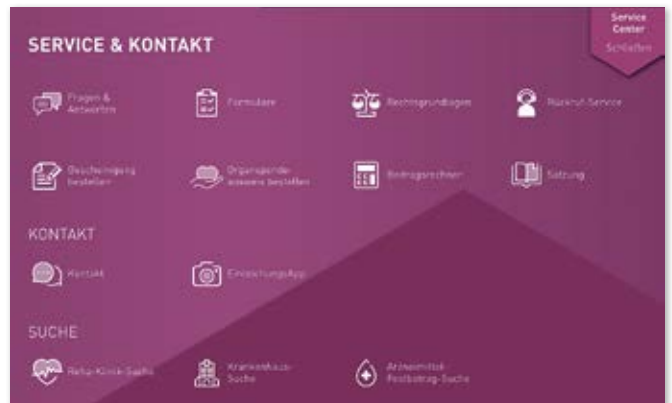 Service
Center
Schließen
SERVICE & KONTAKT
Fragen &
Antworten
Formulare
Rechtsgrundlagen
Rückruf-Service
Bescheinigung
bestellen
Organspende-
ausweis bestellen
Beitragsrechner
Satzung
KONTAKT
Kontakt
EinreichungsApp
SUCHE
Reha-Klinik-Suche
Krankenhaus-
Suche
Arzneimittel-
Festbetrag-Suche